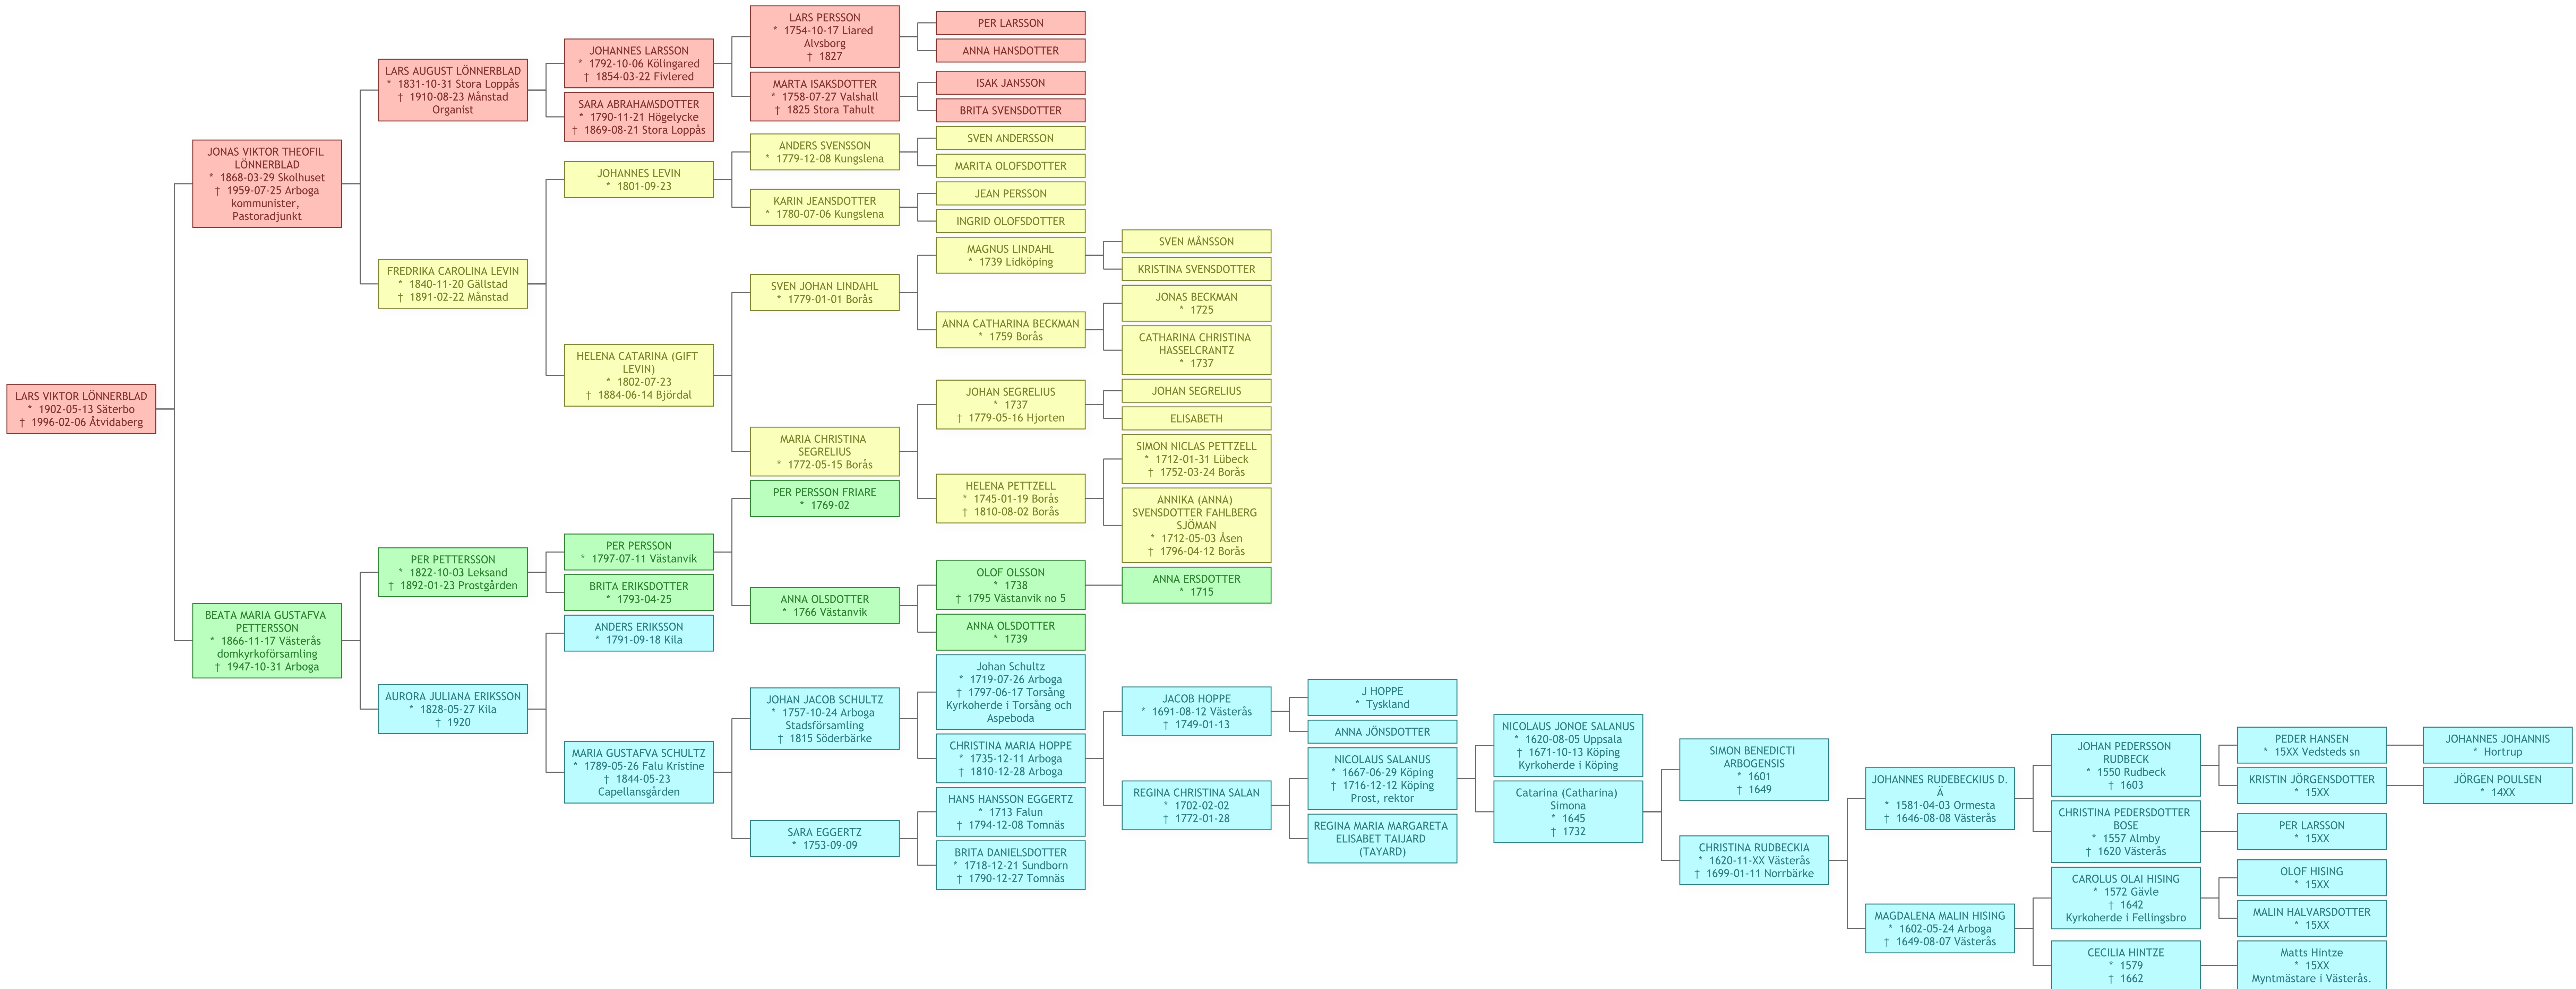 LARS VIKTOR LÖNNERBLAD
* 1902-05-13 Säterbo
† 1996-02-06 Åtvidaberg
JONAS VIKTOR THEOFIL
LÖNNERBLAD
* 1868-03-29 Skolhuset
† 1959-07-25 Arboga
kommunister,
Pastoradjunkt
BEATA MARIA GUSTAFVA
PETTERSSON
* 1866-11-17 Västerås
domkyrkoförsamling
† 1947-10-31 Arboga
LARS AUGUST LÖNNERBLAD
* 1831-10-31 Stora Loppås
† 1910-08-23 Månstad
Organist
FREDRIKA CAROLINA LEVIN
* 1840-11-20 Gällstad
† 1891-02-22 Månstad
PER PETTERSSON
* 1822-10-03 Leksand
† 1892-01-23 Prostgården
AURORA JULIANA ERIKSSON
* 1828-05-27 Kila
† 1920
JOHANNES LARSSON
* 1792-10-06 Kölingared
† 1854-03-22 Fivlered
SARA ABRAHAMSDOTTER
* 1790-11-21 Högelycke
† 1869-08-21 Stora Loppås
JOHANNES LEVIN
* 1801-09-23
HELENA CATARINA (GIFT
LEVIN)
* 1802-07-23
† 1884-06-14 Björdal
PER PERSSON
* 1797-07-11 Västanvik
BRITA ERIKSDOTTER
* 1793-04-25
ANDERS ERIKSSON
* 1791-09-18 Kila
MARIA GUSTAFVA SCHULTZ
* 1789-05-26 Falu Kristine
† 1844-05-23
Capellansgården
LARS PERSSON
* 1754-10-17 Liared
Alvsborg
† 1827
MARTA ISAKSDOTTER
* 1758-07-27 Valshall
† 1825 Stora Tahult
ANDERS SVENSSON
* 1779-12-08 Kungslena
KARIN JEANSDOTTER
* 1780-07-06 Kungslena
SVEN JOHAN LINDAHL
* 1779-01-01 Borås
MARIA CHRISTINA
SEGRELIUS
* 1772-05-15 Borås
PER PERSSON FRIARE
* 1769-02
ANNA OLSDOTTER
* 1766 Västanvik
JOHAN JACOB SCHULTZ
* 1757-10-24 Arboga
Stadsförsamling
† 1815 Söderbärke
SARA EGGERTZ
* 1753-09-09
PER LARSSON
ANNA HANSDOTTER
ISAK JANSSON
BRITA SVENSDOTTER
SVEN ANDERSSON
MARITA OLOFSDOTTER
JEAN PERSSON
INGRID OLOFSDOTTER
MAGNUS LINDAHL
* 1739 Lidköping
ANNA CATHARINA BECKMAN
* 1759 Borås
JOHAN SEGRELIUS
* 1737
† 1779-05-16 Hjorten
HELENA PETTZELL
* 1745-01-19 Borås
† 1810-08-02 Borås
OLOF OLSSON
* 1738
† 1795 Västanvik no 5
ANNA OLSDOTTER
* 1739
Johan Schultz
* 1719-07-26 Arboga
† 1797-06-17 Torsång
Kyrkoherde i Torsång och
Aspeboda
CHRISTINA MARIA HOPPE
* 1735-12-11 Arboga
† 1810-12-28 Arboga
HANS HANSSON EGGERTZ
* 1713 Falun
† 1794-12-08 Tomnäs
BRITA DANIELSDOTTER
* 1718-12-21 Sundborn
† 1790-12-27 Tomnäs
SVEN MÅNSSON
KRISTINA SVENSDOTTER
JONAS BECKMAN
* 1725
CATHARINA CHRISTINA
HASSELCRANTZ
* 1737
JOHAN SEGRELIUS
ELISABETH
SIMON NICLAS PETTZELL
* 1712-01-31 Lübeck
† 1752-03-24 Borås
ANNIKA (ANNA)
SVENSDOTTER FAHLBERG
SJÖMAN
* 1712-05-03 Åsen
† 1796-04-12 Borås
ANNA ERSDOTTER
* 1715
JACOB HOPPE
* 1691-08-12 Västerås
† 1749-01-13
REGINA CHRISTINA SALAN
* 1702-02-02
† 1772-01-28
J HOPPE
* Tyskland
ANNA JÖNSDOTTER
NICOLAUS SALANUS
* 1667-06-29 Köping
† 1716-12-12 Köping
Prost, rektor
REGINA MARIA MARGARETA
ELISABET TAIJARD
(TAYARD)
NICOLAUS JONOE SALANUS
* 1620-08-05 Uppsala
† 1671-10-13 Köping
Kyrkoherde i Köping
Catarina (Catharina)
Simona
* 1645
† 1732
SIMON BENEDICTI
ARBOGENSIS
* 1601
† 1649
CHRISTINA RUDBECKIA
* 1620-11-XX Västerås
† 1699-01-11 Norrbärke
JOHANNES RUDEBECKIUS D.
Ä
* 1581-04-03 Ormesta
† 1646-08-08 Västerås
MAGDALENA MALIN HISING
* 1602-05-24 Arboga
† 1649-08-07 Västerås
JOHAN PEDERSSON
RUDBECK
* 1550 Rudbeck
† 1603
CHRISTINA PEDERSDOTTER
BOSE
* 1557 Almby
† 1620 Västerås
CAROLUS OLAI HISING
* 1572 Gävle
† 1642
Kyrkoherde i Fellingsbro
CECILIA HINTZE
* 1579
† 1662
PEDER HANSEN
* 15XX Vedsteds sn
KRISTIN JÖRGENSDOTTER
* 15XX
PER LARSSON
* 15XX
OLOF HISING
* 15XX
MALIN HALVARSDOTTER
* 15XX
Matts Hintze
* 15XX
Myntmästare i Västerås.
JOHANNES JOHANNIS
* Hortrup
JÖRGEN POULSEN
* 14XX